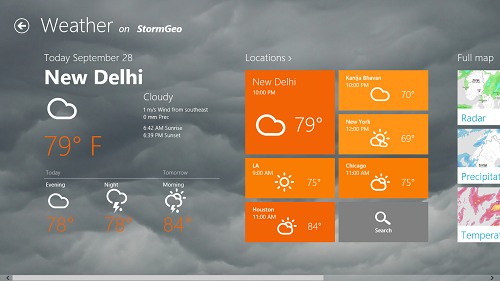 Weather on StormGeo
Today September 28
New Delhi
79° F
Cloudy
1 m/s Wind from southeast
0 mm Prec
6:42 AM Sunrise
6:39 PM Sunset
Today
Tomorrow
Evening
Night
Morning
79°
78°
84°
Locations >
New Delhi
10:00 PM
79°
Kanija Bhavan
10:00 PM
70°
New York
12:00 PM
69°
LA
9:00 AM
75°
Chicago
11:00 AM
75°
Houston
11:00 AM
84°
Search
Full map
Radar
Precipitat
Temperat